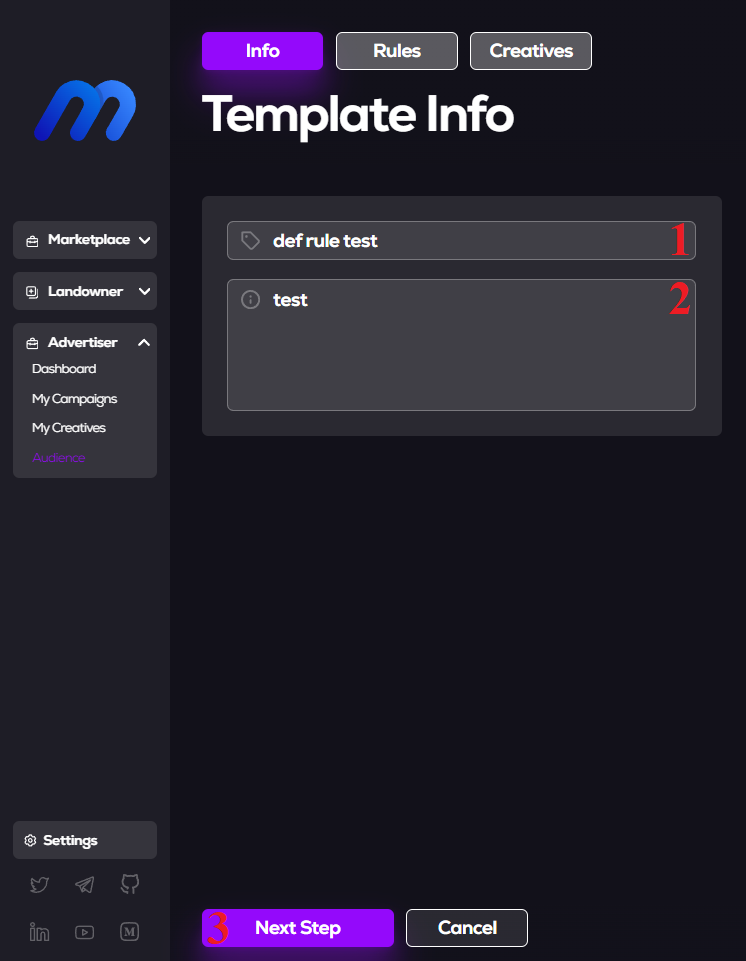 Info
Rules
Creatives
Template Info
Marketplace
Landowner
Advertiser
Dashboard
My Campaigns
My Creatives
Audience
def rule test
1
test
2
Settings
3
Next Step
Cancel